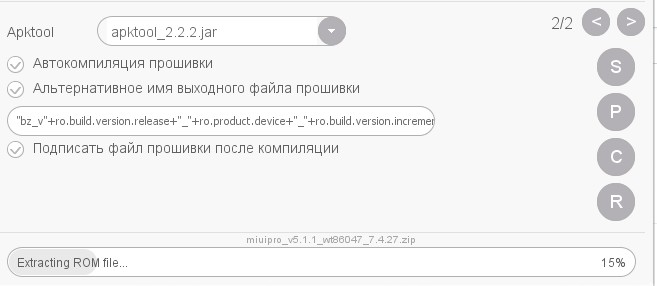 2/2 < >
Apktool apktool_2.2.2.jar
S
Автокомпиляция прошивки
Альтернативное имя выходного файла прошивки
P
"bz_v"+ro.build.version.release+"_"+ro.product.device+"_"+ro.build.version.incremer
Подписать файл прошивки после компиляции
C
R
miuipro_v5.1.1_wt86047_7.4.27.zip
Extracting ROM file... 15%